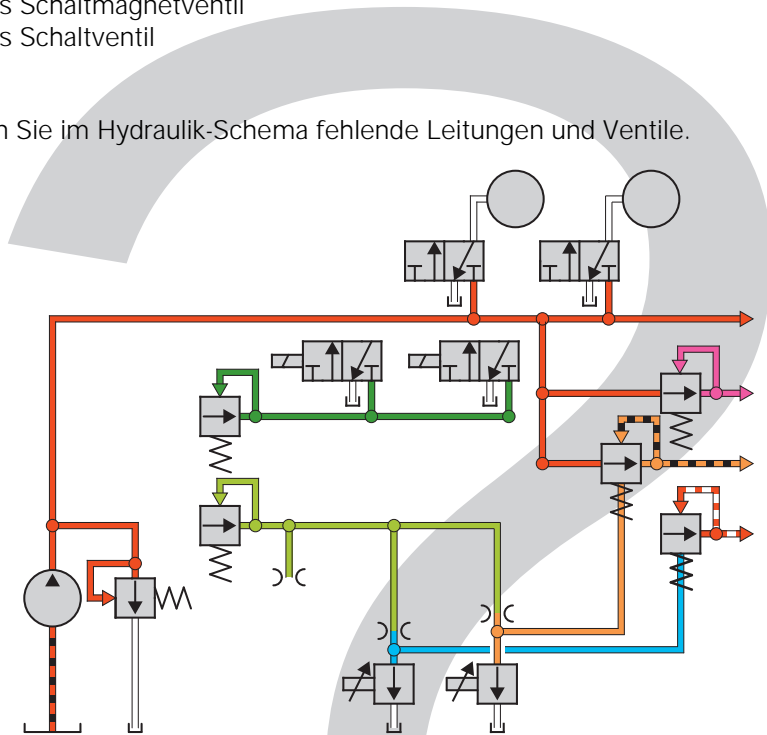 s Schaltmagnetventil
s Schaltventil
n Sie im Hydraulik-Schema fehlende Leitungen und Ventile.